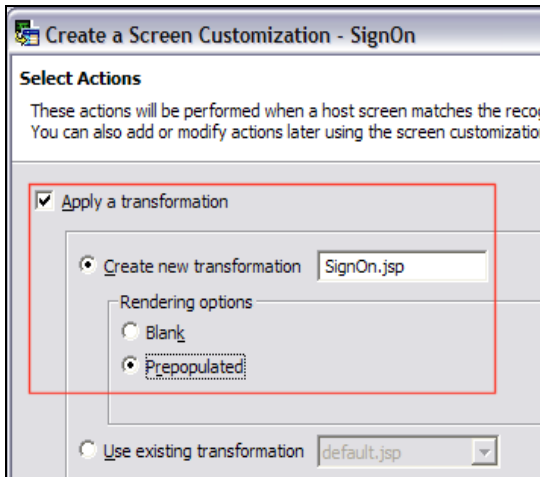 Create a Screen Customization - SignOn
Select Actions
These actions will be performed when a host screen matches the
You can also add or modify actions later using the screen
Apply a transformation
Create new transformation SignOn.jsp
Rendering options
Blank
Prepopulated
Use existing transformation default.jsp